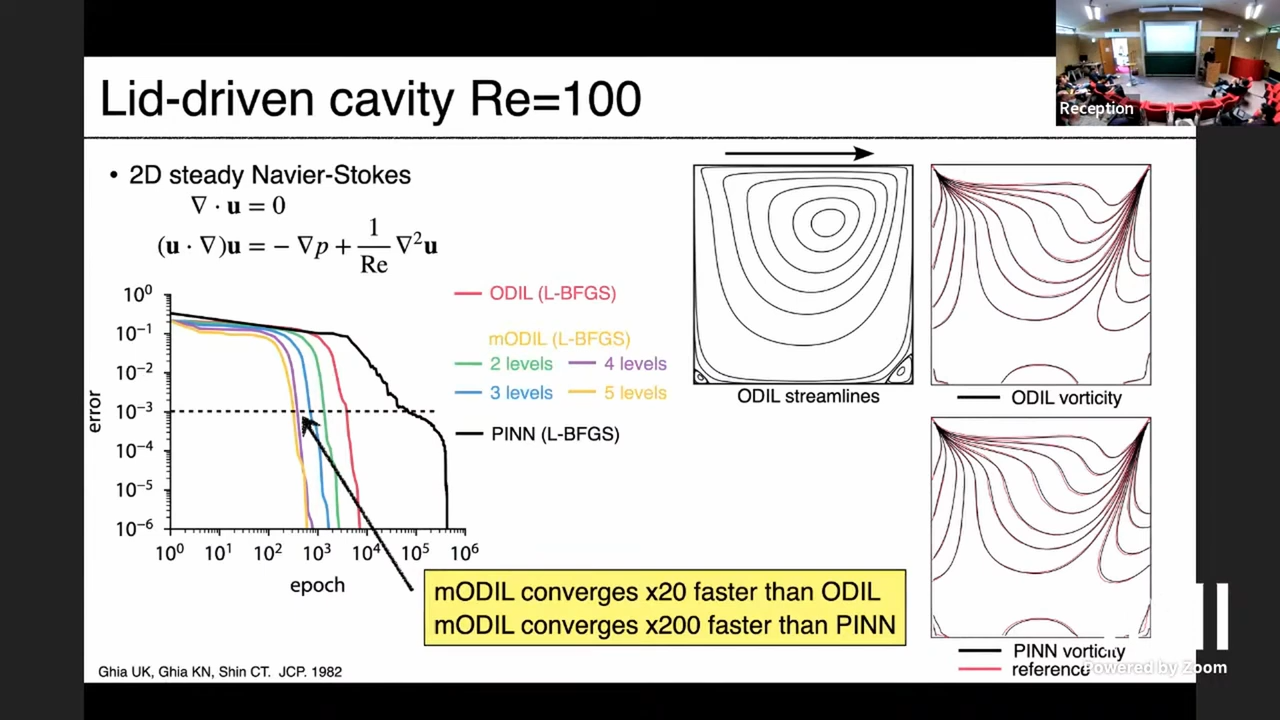 Lid-driven cavity Re=100
Reception
• 2D steady Navier-Stokes
∇ · u = 0
(u · ∇)u = − ∇p + 1/Re ∇²u
10⁰
10⁻¹
10⁻²
10⁻³
10⁻⁴
10⁻⁵
10⁻⁶
error
10⁰ 10¹ 10² 10³ 10⁴ 10⁵ 10⁶
epoch
ODIL (L-BFGS)
mODIL (L-BFGS)
2 levels 4 levels
3 levels 5 levels
PINN (L-BFGS)
ODIL streamlines
ODIL vorticity
PINN vorticity
reference
mODIL converges x20 faster than ODIL
mODIL converges x200 faster than PINN
Ghia UK, Ghia KN, Shin CT. JCP. 1982
Powered by Zoom